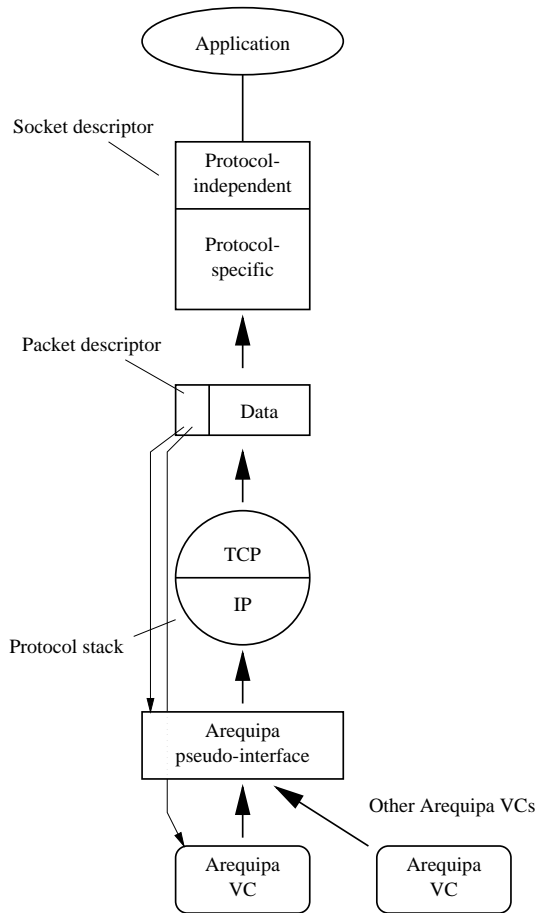 Application
Socket descriptor
Protocol-
independent
Protocol-
specific
Packet descriptor
Data
TCP
IP
Protocol stack
Arequipa
pseudo-interface
Other Arequipa VCs
Arequipa
VC
Arequipa
VC